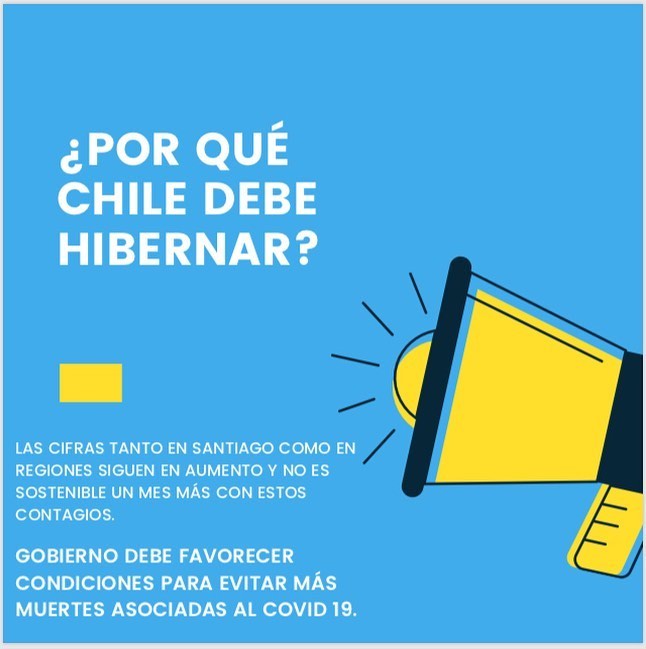 ¿POR QUÉ
CHILE DEBE
HIBERNAR?
LAS CIFRAS TANTO EN SANTIAGO COMO EN
REGIONES SIGUEN EN AUMENTO Y NO ES
SOSTENIBLE UN MES MÁS CON ESTOS
CONTAGIOS.
GOBIERNO DEBE FAVORECER
CONDICIONES PARA EVITAR MÁS
MUERTES ASOCIADAS AL COVID 19.